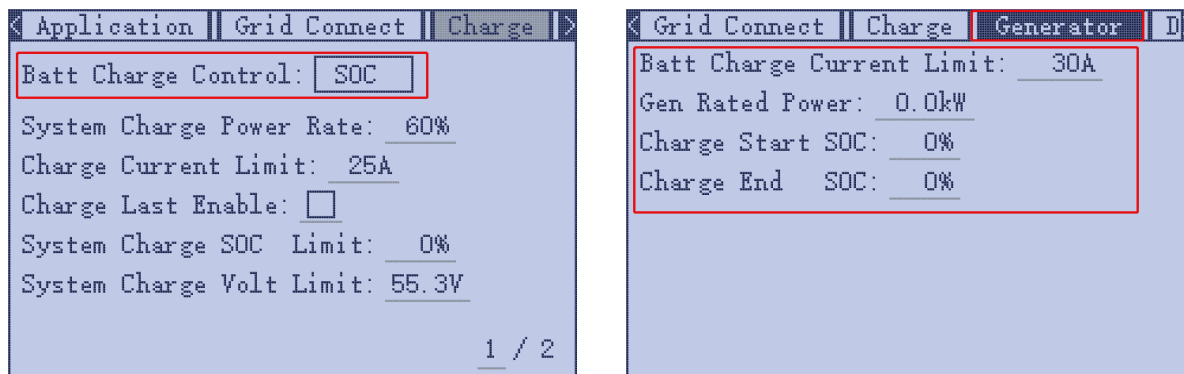 < Application Grid Connect Charge >
Batt Charge Control: SOC
System Charge Power Rate: 60%
Charge Current Limit: 25A
Charge Last Enable:
System Charge SOC Limit: 0%
System Charge Volt Limit: 55.3V
1 / 2
< Grid Connect Charge Generator D
Batt Charge Current Limit: 30A
Gen Rated Power: 0.0kW
Charge Start SOC: 0%
Charge End SOC: 0%